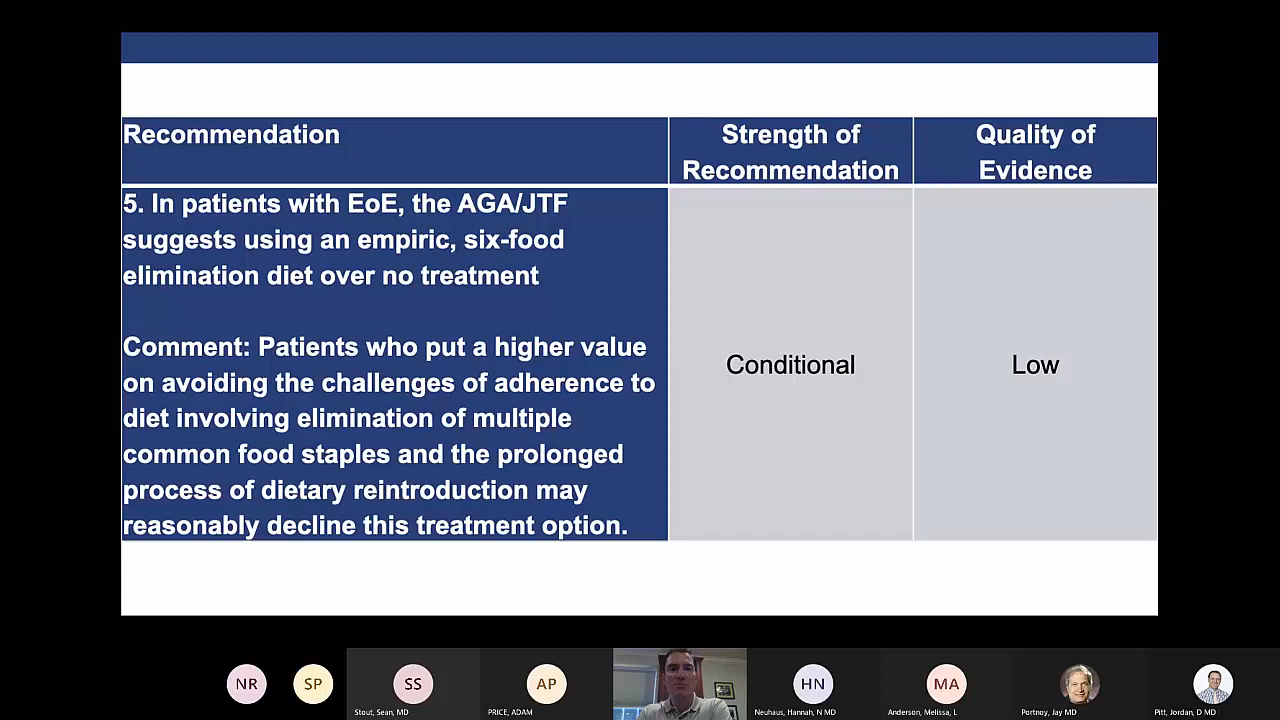 Recommendation
Strength of
Recommendation
Quality of
Evidence
5. In patients with EoE, the AGA/JTF
suggests using an empiric, six-food
elimination diet over no treatment
Comment: Patients who put a higher value
on avoiding the challenges of adherence to
diet involving elimination of multiple
common food staples and the prolonged
process of dietary reintroduction may
reasonably decline this treatment option.
Conditional
Low
NR
SP
SS
AP
HN
MA
Stout, Sean, MD
PRICE, ADAM
Neuhaus, Hannah, N MD
Anderson, Melissa, L
Portnoy, Jay MD
Pitt, Jordan, D MD